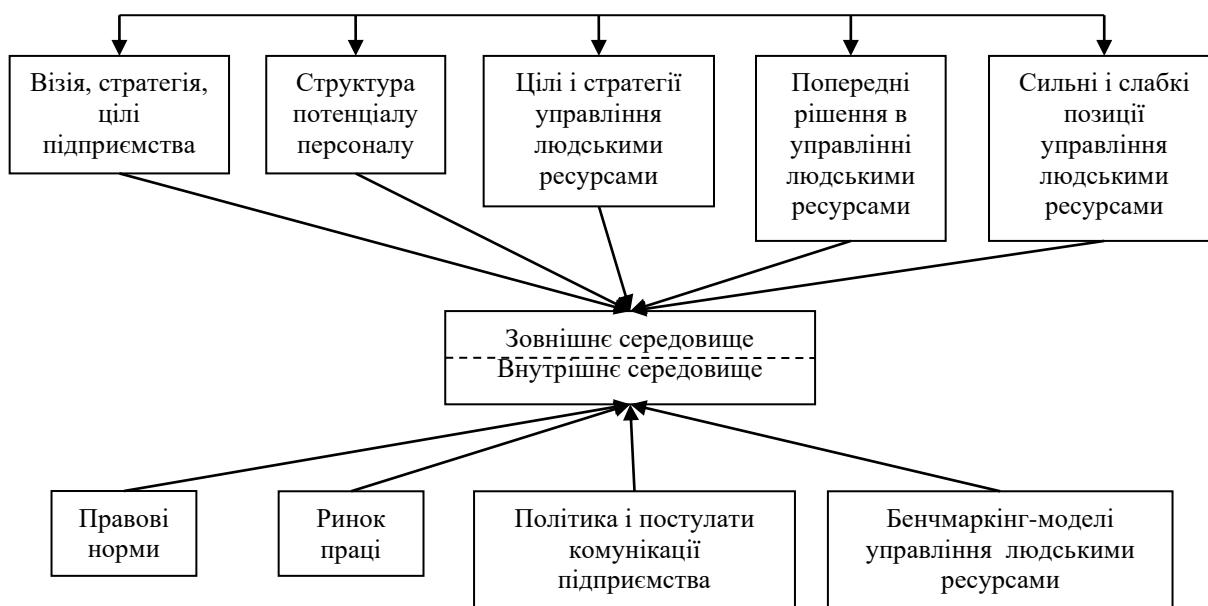 Візія, стратегія,
цілі
підприємства
Структура
потенціалу
персоналу
Цілі і стратегії
управління
людськими
ресурсами
Попередні
рішення в
управлінні
людськими
ресурсами
Сильні і слабкі
позиції
управління
людськими
ресурсами
Зовнішнє середовище
Внутрішнє середовище
Правові
норми
Ринок
праці
Політика і постулати
комунікації
підприємства
Бенчмаркінг-моделі
управління людськими
ресурсами